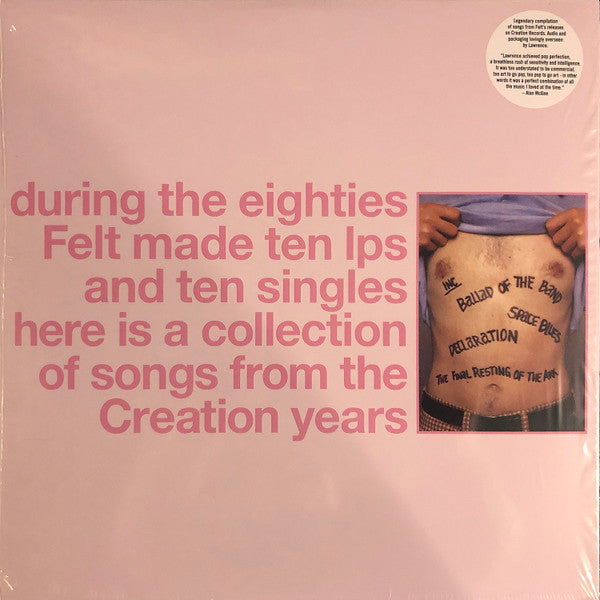 Legendary compilation
of songs from Felt's releases
on Creation Records. Audio and
packaging lovingly overseen
by Lawrence.
"Lawrence achieved pop perfection,
a breathless rush of sensitivity and intelligence.
It was too understated to be commercial,
too art to go pop, too pop to go art - in other
words it was a perfect combination of all
the music I loved at the time."
—Alan McGee
during the eighties
Felt made ten lps
and ten singles
here is a collection
of songs from the
Creation years
INC
BALLAD OF THE BAND
SPACE BLUES
DECLARATION
THE FINAL RESTING OF THE ARK